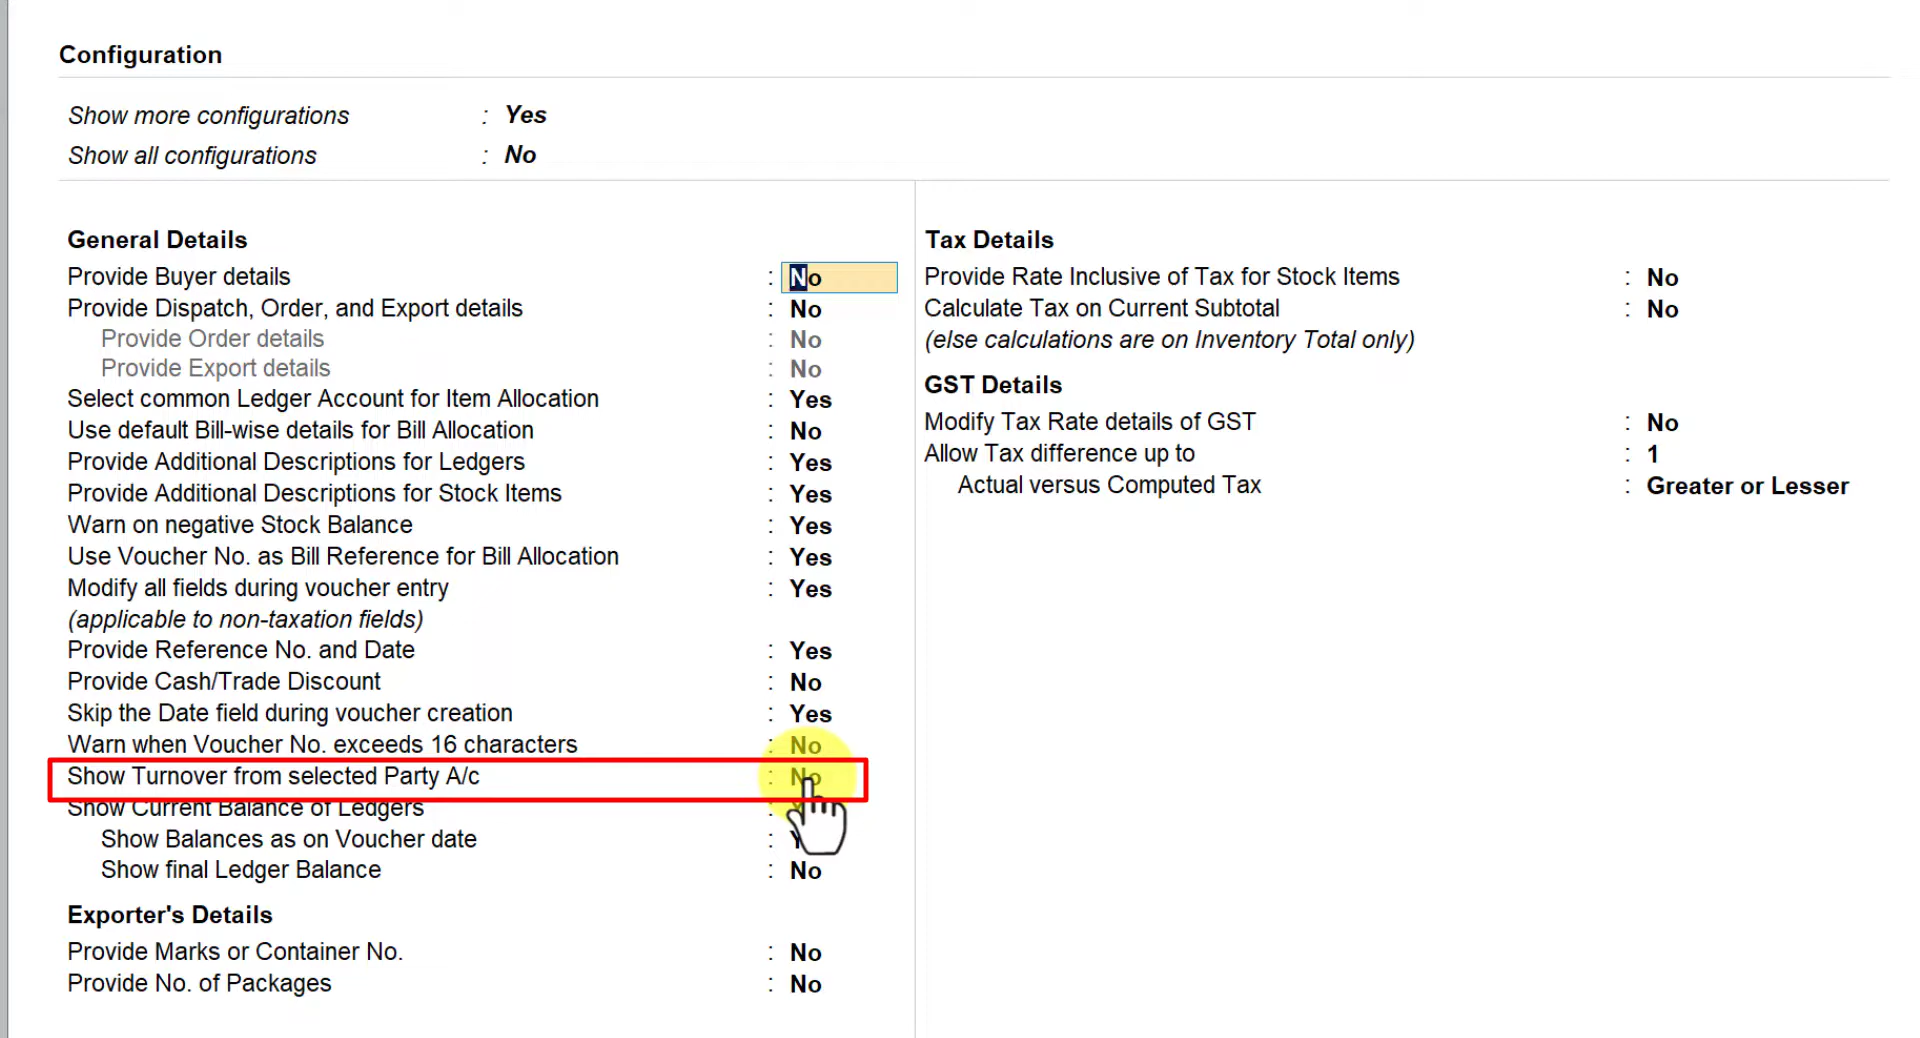 Configuration
Show more configurations : Yes
Show all configurations : No
General Details
Provide Buyer details : No
Provide Dispatch, Order, and Export details : No
Provide Order details : No
Provide Export details : No
Select common Ledger Account for Item Allocation : Yes
Use default Bill-wise details for Bill Allocation : No
Provide Additional Descriptions for Ledgers : Yes
Provide Additional Descriptions for Stock Items : Yes
Warn on negative Stock Balance : Yes
Use Voucher No. as Bill Reference for Bill Allocation : Yes
Modify all fields during voucher entry : Yes
(applicable to non-taxation fields)
Provide Reference No. and Date : Yes
Provide Cash/Trade Discount : No
Skip the Date field during voucher creation : Yes
Warn when Voucher No. exceeds 16 characters : No
Show Turnover from selected Party A/c : No
Show Current Balance of Ledgers :
Show Balances as on Voucher date :
Show final Ledger Balance : No
Exporter's Details
Provide Marks or Container No. : No
Provide No. of Packages : No
Tax Details
Provide Rate Inclusive of Tax for Stock Items : No
Calculate Tax on Current Subtotal : No
(else calculations are on Inventory Total only)
GST Details
Modify Tax Rate details of GST : No
Allow Tax difference up to : 1
Actual versus Computed Tax : Greater or Lesser